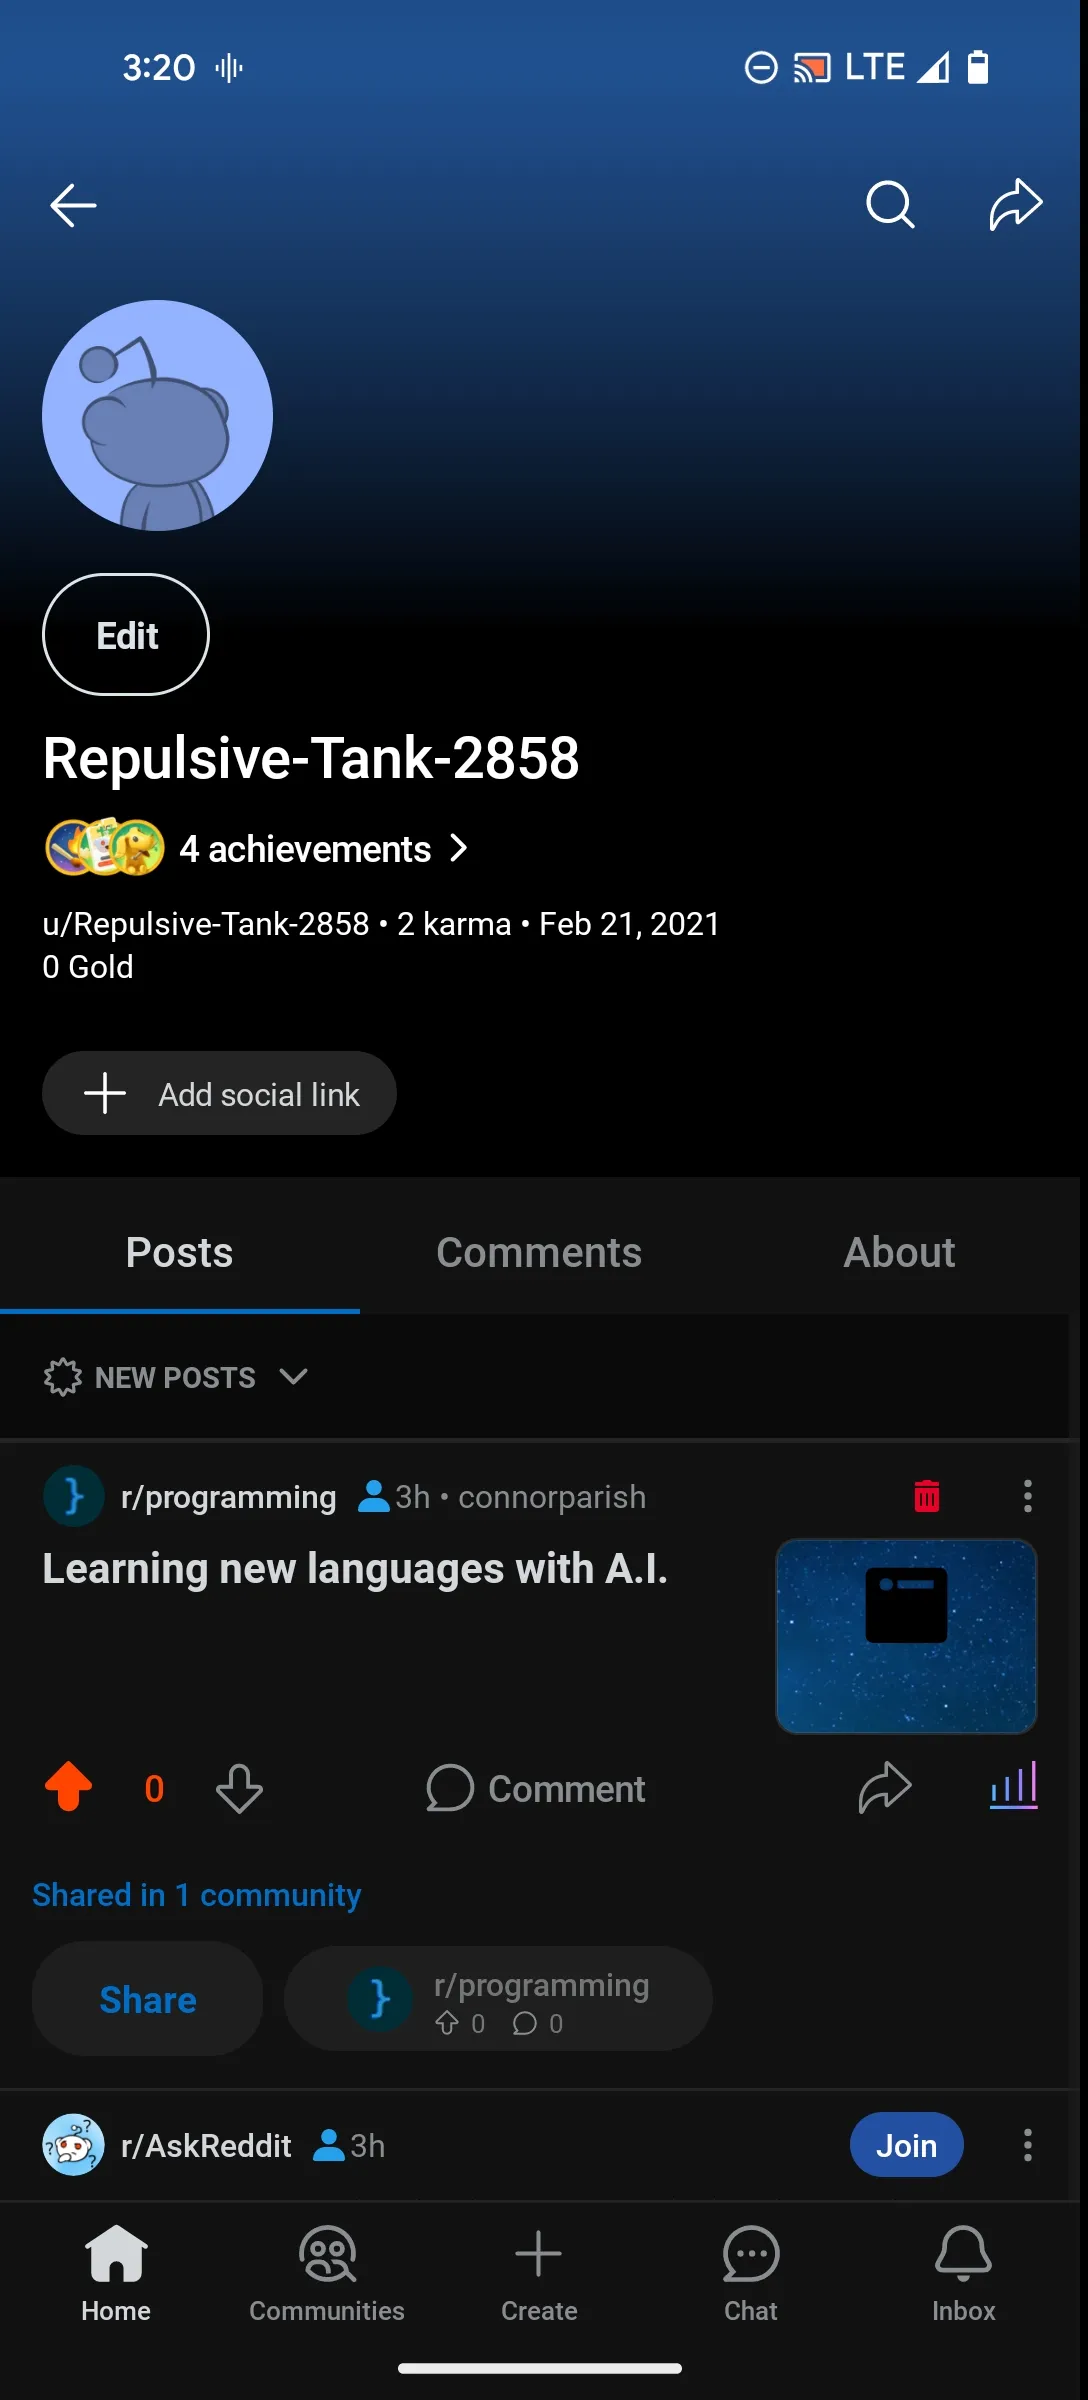 3:20 LTE
Edit
Repulsive-Tank-2858
4 achievements
u/Repulsive-Tank-2858 • 2 karma • Feb 21, 2021
0 Gold
Add social link
Posts Comments About
NEW POSTS
r/programming 3h • connorparish
Learning new languages with A.I.
0 Comment
Shared in 1 community
Share
r/programming
0 0
r/AskReddit 3h Join
Home Communities Create Chat Inbox